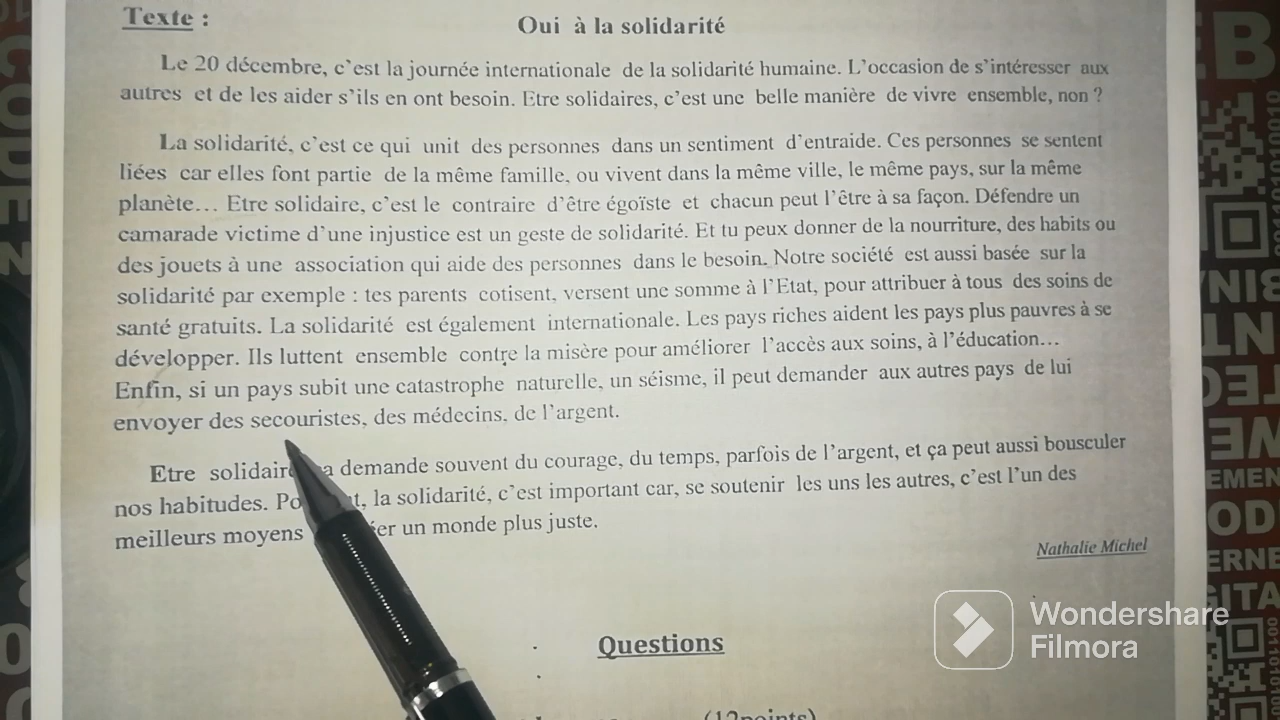 Texte :
Oui à la solidarité
Le 20 décembre, c'est la journée internationale de la solidarité humaine. L'occasion de s'intéresser aux
autres et de les aider s'ils en ont besoin. Etre solidaires, c'est une belle manière de vivre ensemble, non ?
La solidarité, c'est ce qui unit des personnes dans un sentiment d'entraide. Ces personnes se sentent
liées car elles font partie de la même famille, ou vivent dans la même ville, le même pays, sur la même
planète… Etre solidaire, c'est le contraire d'être égoïste et chacun peut l'être à sa façon. Défendre un
camarade victime d'une injustice est un geste de solidarité. Et tu peux donner de la nourriture, des habits ou
des jouets à une association qui aide des personnes dans le besoin. Notre société est aussi basée sur la
solidarité par exemple : tes parents cotisent, versent une somme à l'Etat, pour attribuer à tous des soins de
santé gratuits. La solidarité est également internationale. Les pays riches aident les pays plus pauvres à se
développer. Ils luttent ensemble contre la misère pour améliorer l'accès aux soins, à l'éducation…
Enfin, si un pays subit une catastrophe naturelle, un séisme, il peut demander aux autres pays de lui
envoyer des secouristes, des médecins, de l'argent.
Etre demande souvent du courage, du temps, parfois de l'argent, et ça peut aussi bousculer
nos habitudes. la solidarité, c'est important car, se soutenir les uns les autres, c'est l'un des
meilleurs moyens un monde plus juste.
Nathalie Michel
Wondershare
Filmora
Questions
(12points)